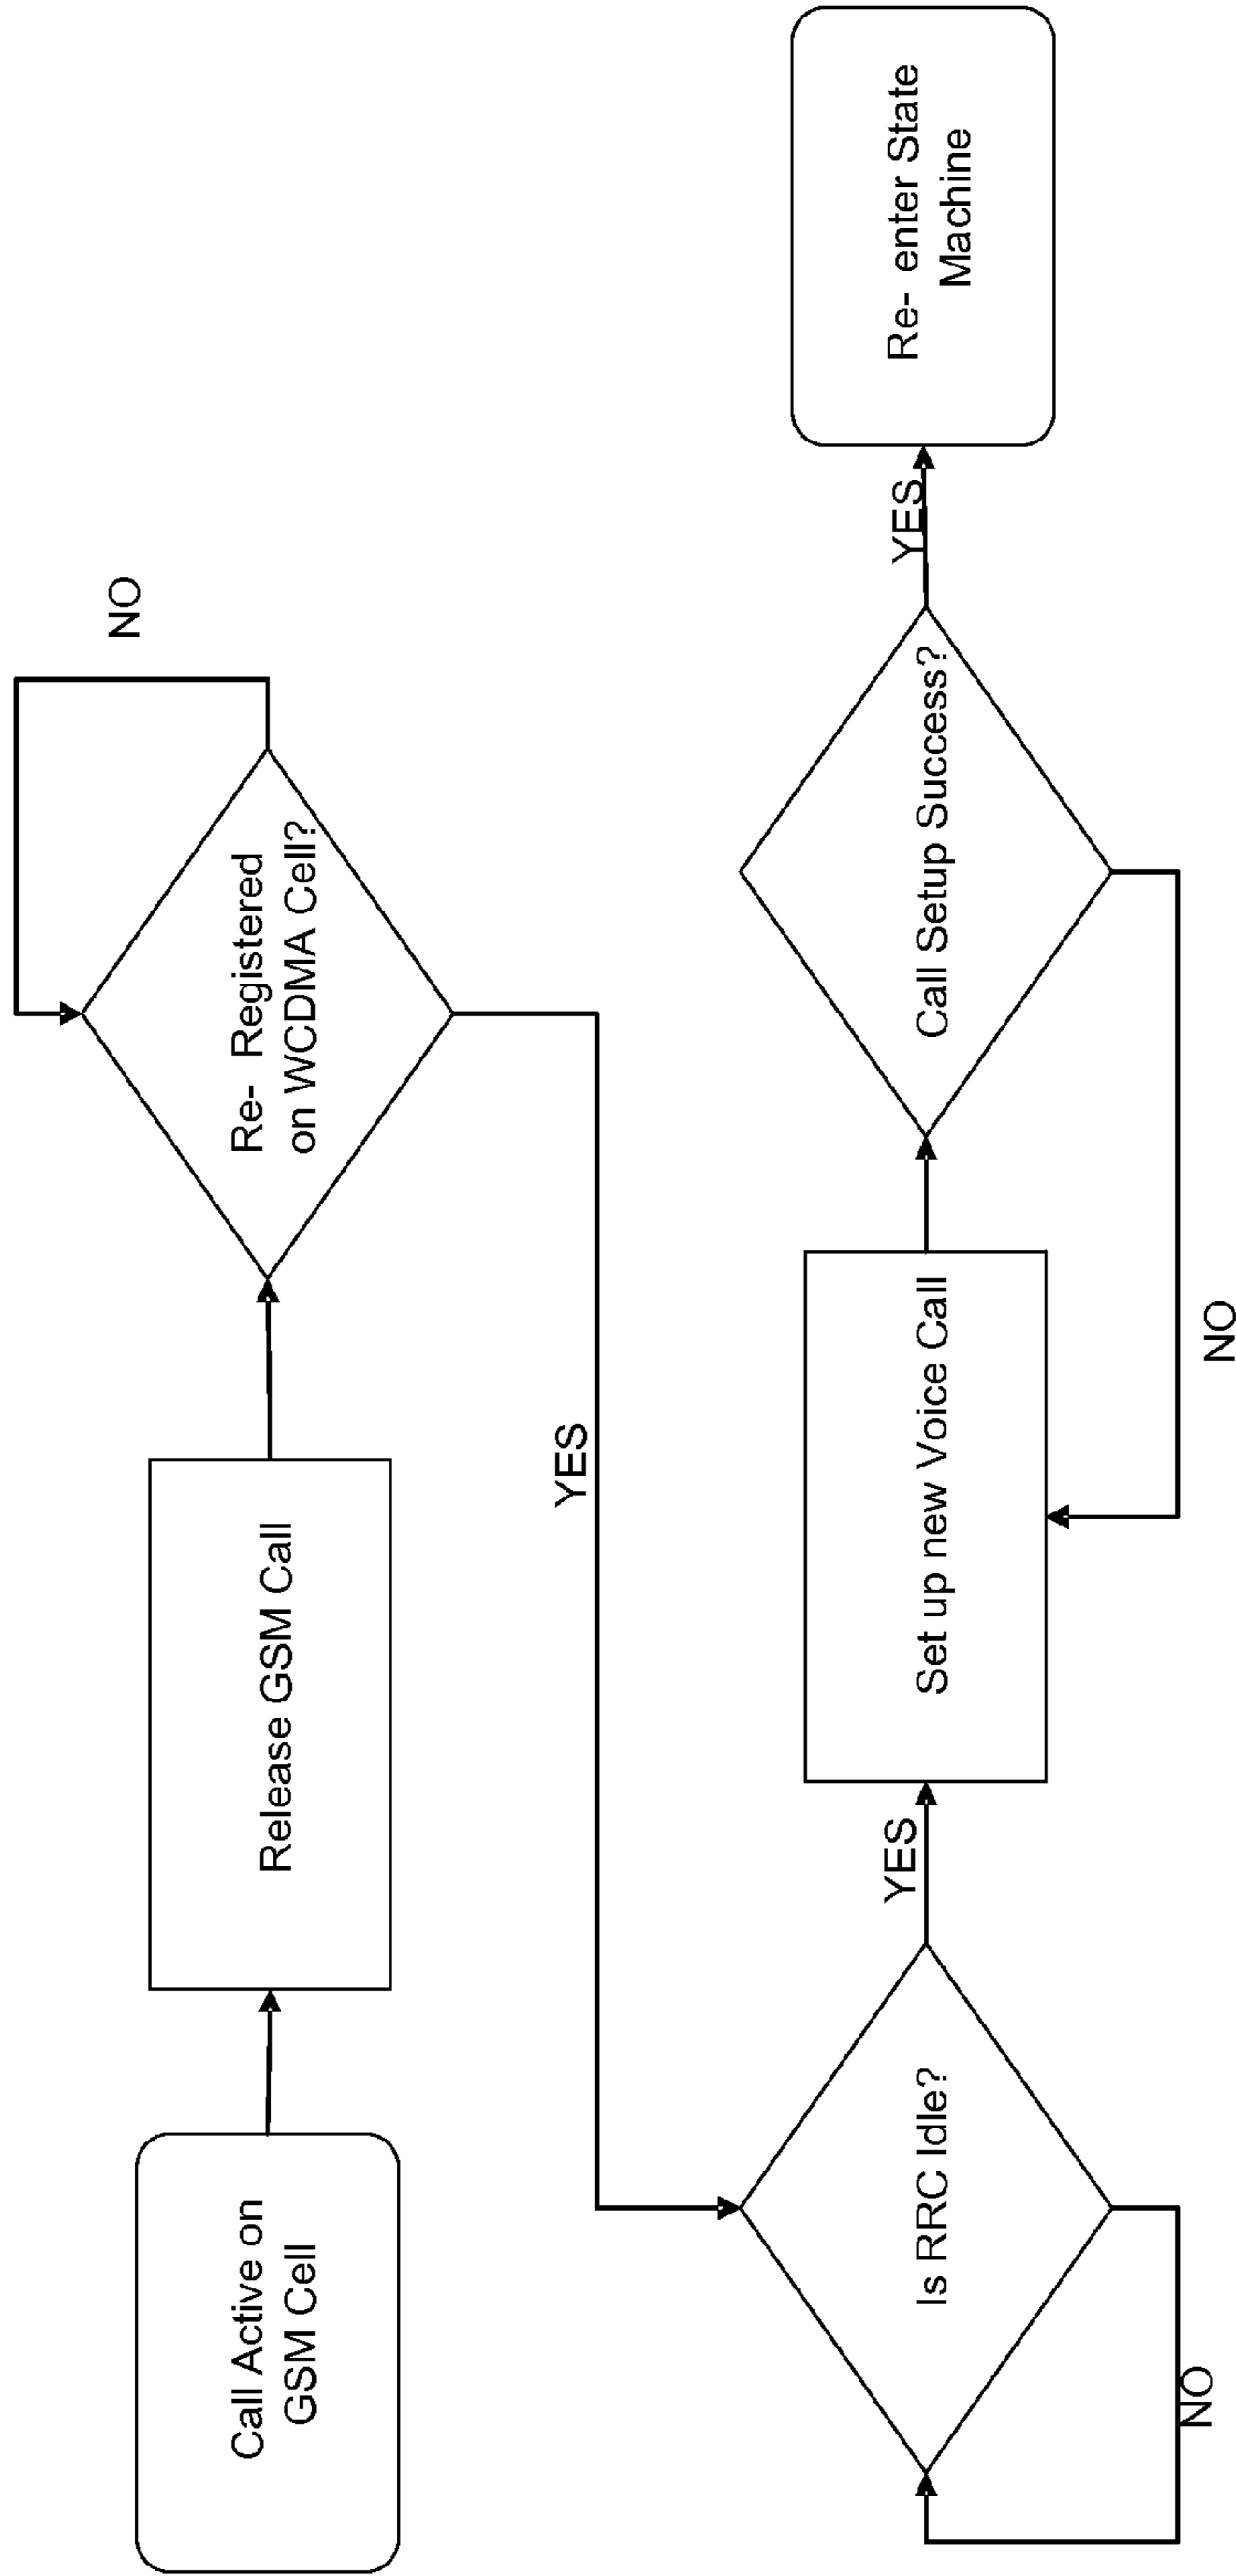 Call Active on
GSM Cell
Release GSM Call
Re- Registered
on WCDMA Cell?
NO
YES
Is RRC Idle?
NO
YES
Set up new Voice Call
Call Setup Success?
NO
YES
Re- enter State
Machine